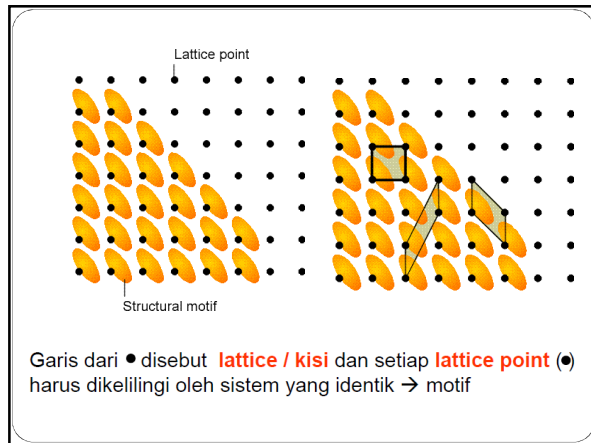 Lattice point
Structural motif
Garis dari • disebut lattice / kisi dan setiap lattice point (•)
harus dikelilingi oleh sistem yang identik → motif